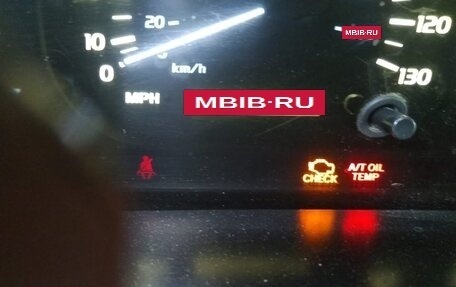 20
10
0
km/h
MPH
MBIB-RU
MBIB-RU
120
130
CHECK
A/T OIL
TEMP